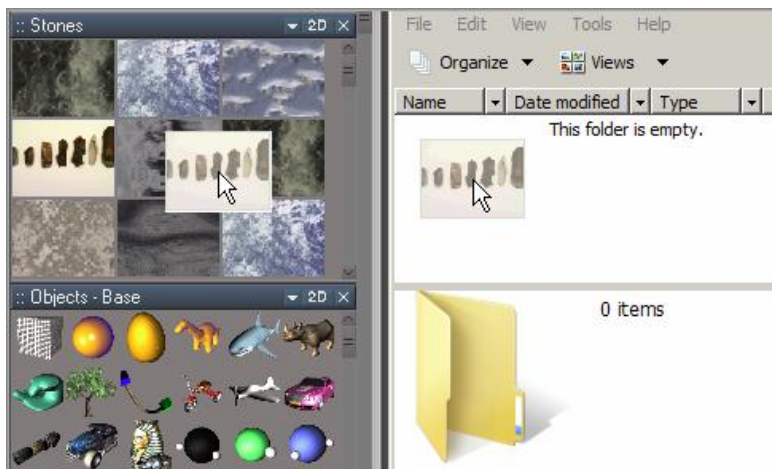 :: Stones
2D
File Edit View Tools Help
Organize
Views
Name
Date modified
Type
This folder is empty.
:: Objects - Base
2D
0 items